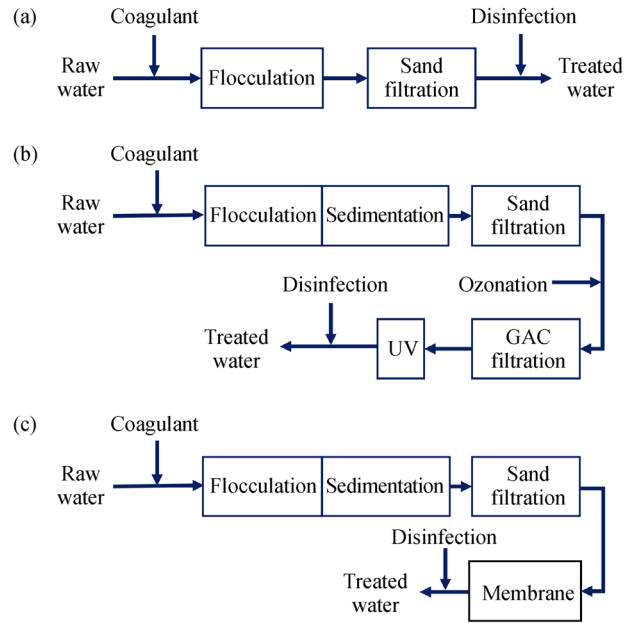 (a)
Coagulant
Disinfection
Raw
water
Flocculation
Sand
filtration
Treated
water
(b)
Coagulant
Raw
water
Flocculation
Sedimentation
Sand
filtration
Ozonation
Disinfection
GAC
filtration
UV
Treated
water
(c)
Coagulant
Raw
water
Flocculation
Sedimentation
Sand
filtration
Disinfection
Membrane
Treated
water